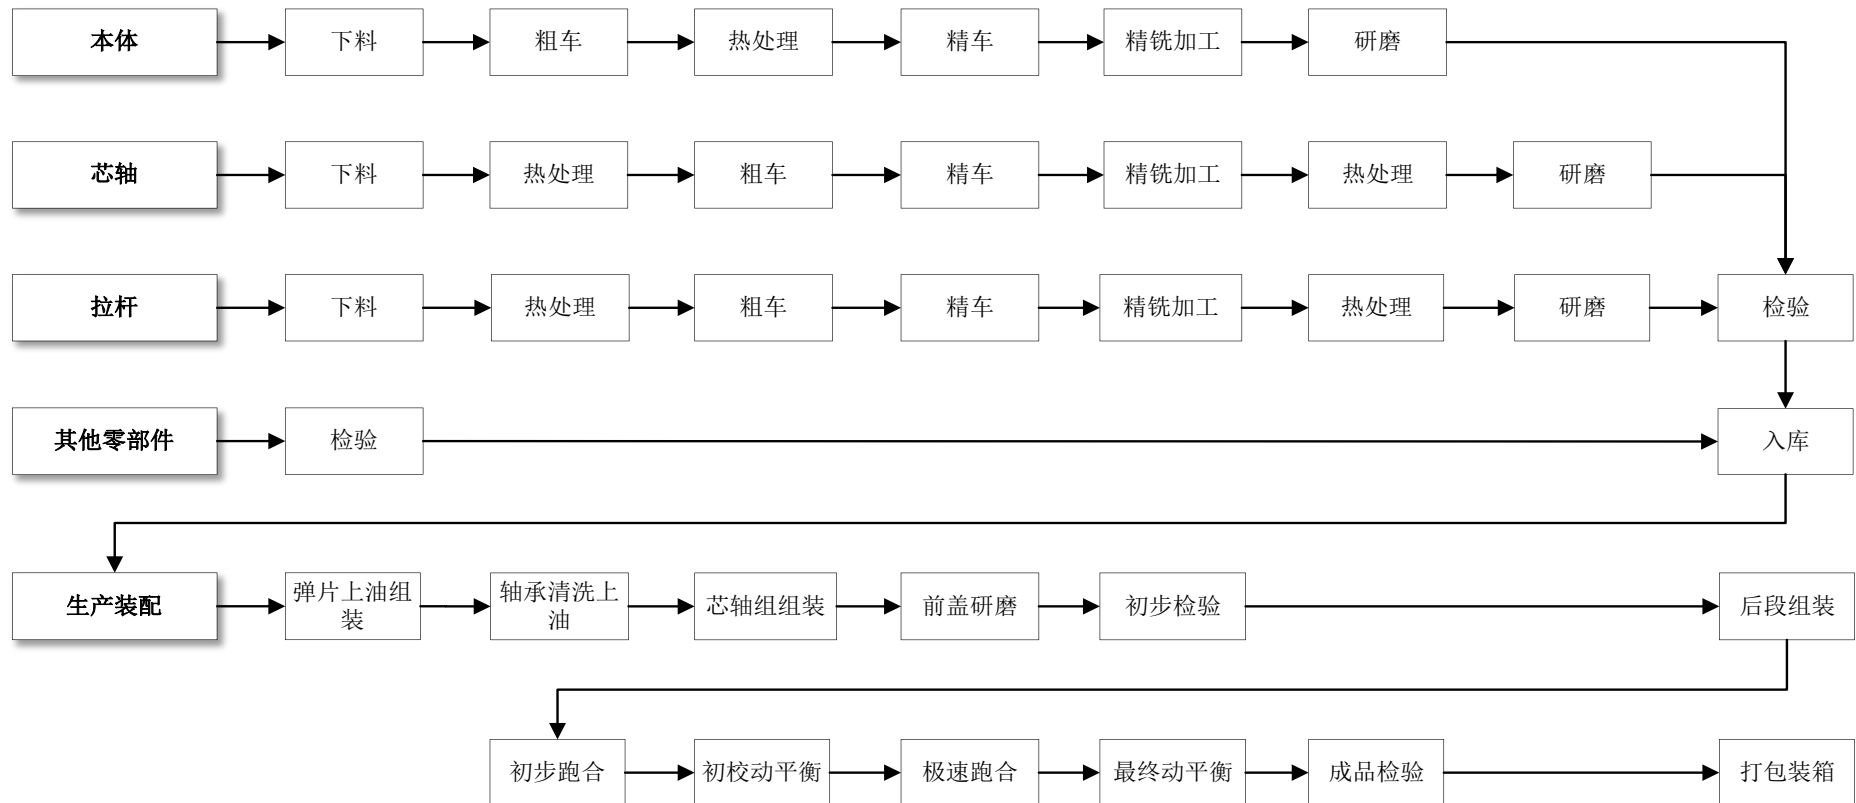 本体 下料 粗车 热处理 精车 精铣加工 研磨
芯轴 下料 热处理 粗车 精车 精铣加工 热处理 研磨
拉杆 下料 热处理 粗车 精车 精铣加工 热处理 研磨 检验
其他零部件 检验 入库
生产装配 弹片上油组装 轴承清洗上油 芯轴组组装 前盖研磨 初步检验 后段组装
初步跑合 初校动平衡 极速跑合 最终动平衡 成品检验 打包装箱